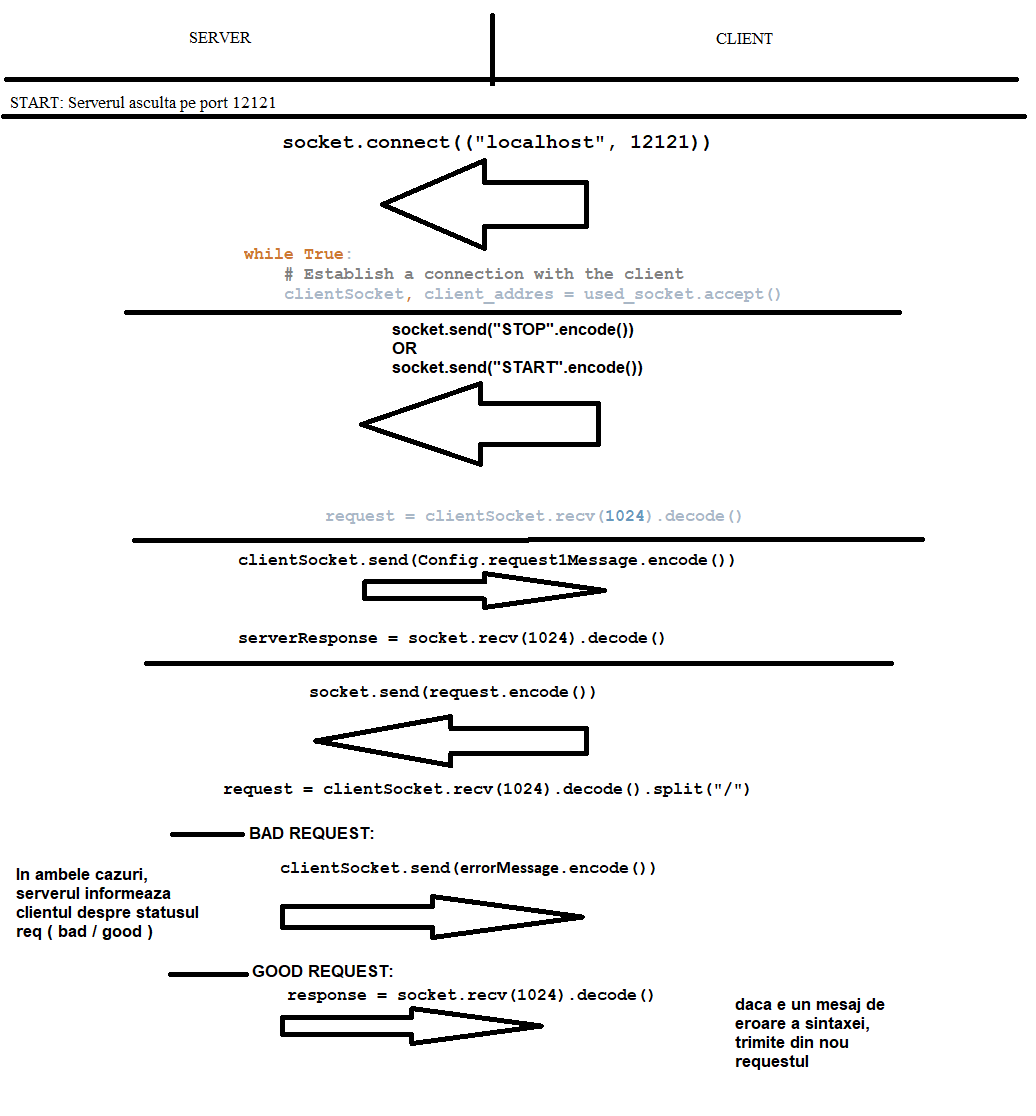 SERVER
CLIENT
START: Serverul asculta pe port 12121
socket.connect(("localhost", 12121))
while True:
# Establish a connection with the client
clientSocket, client_addres = used_socket.accept()
socket.send("STOP".encode())
OR
socket.send("START".encode())
request = clientSocket.recv(1024).decode()
clientSocket.send(Config.request1Message.encode())
serverResponse = socket.recv(1024).decode()
socket.send(request.encode())
request = clientSocket.recv(1024).decode().split("/")
BAD REQUEST:
clientSocket.send(errorMessage.encode())
In ambele cazuri,
serverul informeaza
clientul despre statusul
req ( bad / good )
GOOD REQUEST:
response = socket.recv(1024).decode()
daca e un mesaj de
eroare a sintaxei,
trimite din nou
requestul